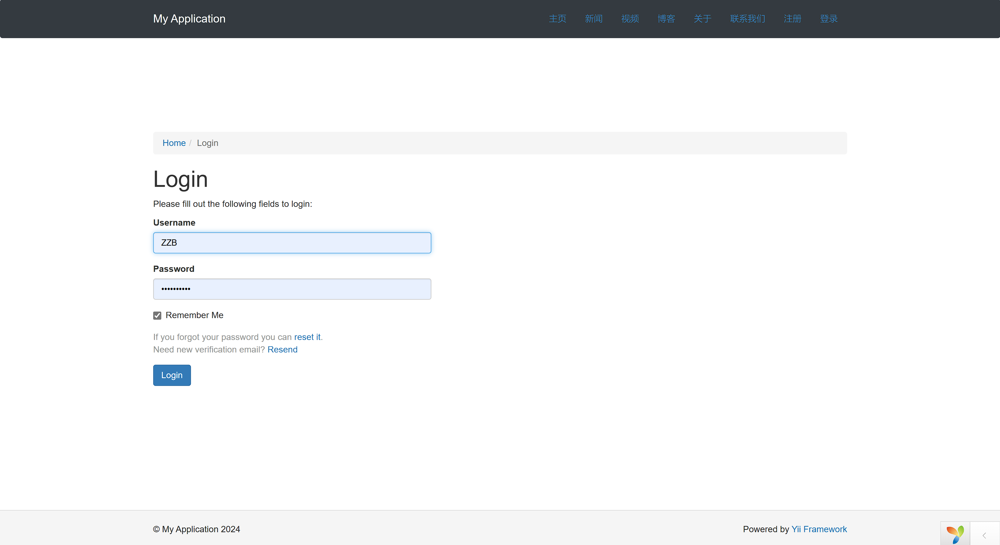 My Application 主页 新闻 视频 博客 关于 联系我们 注册 登录
Home / Login
Login
Please fill out the following fields to login:
Username
ZZB
Password
••••••••••
Remember Me
If you forgot your password you can reset it.
Need new verification email? Resend
Login
© My Application 2024 Powered by Yii Framework